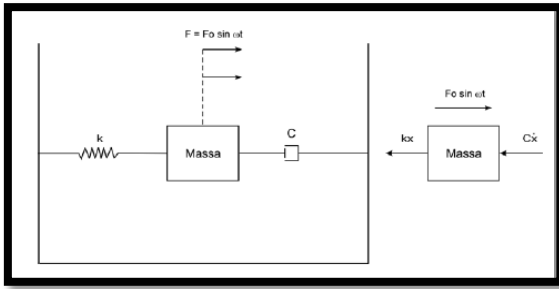 F = Fo sin ωt
k
Massa
C
Fo sin ωt
kx
Massa
Cẋ